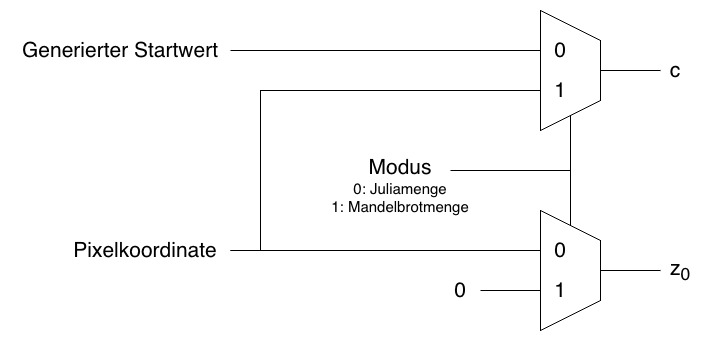 Generierter Startwert
0
1
c
Modus
0: Juliamenge
1: Mandelbrotmenge
Pixelkoordinate
0
0
1
z0